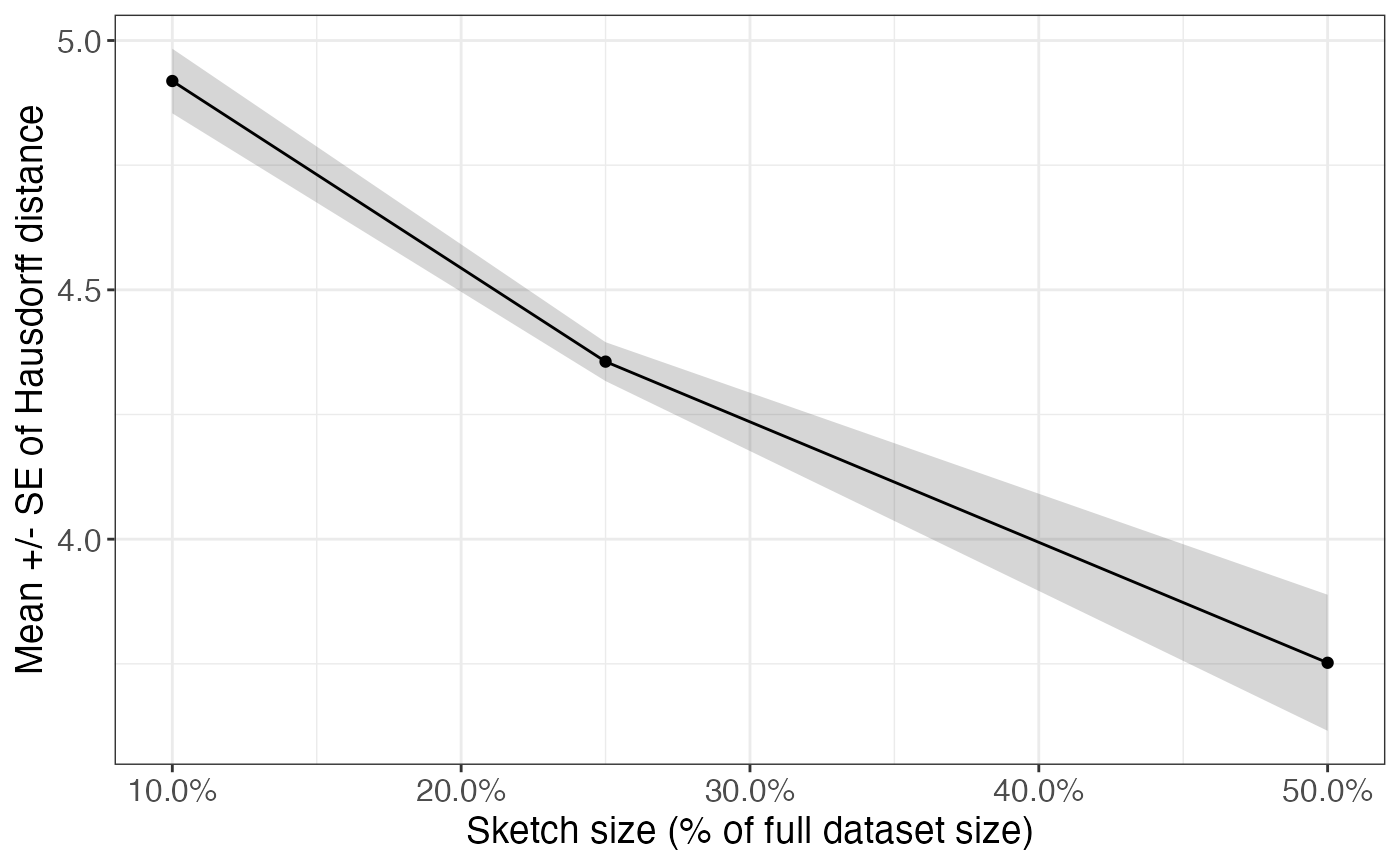 Mean +/- SE of Hausdorff distance
5.0
4.5
4.0
10.0% 20.0% 30.0% 40.0% 50.0%
Sketch size (% of full dataset size)